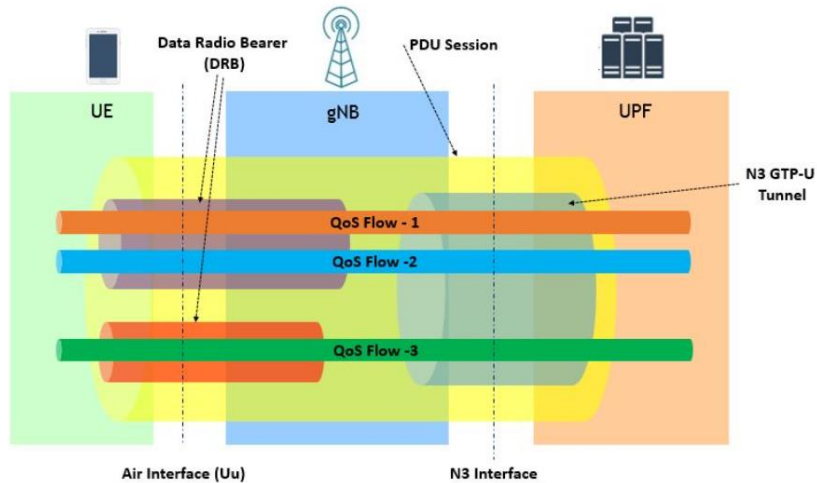 Data Radio Bearer
(DRB)
PDU Session
UE
gNB
UPF
N3 GTP-U
Tunnel
QoS Flow - 1
QoS Flow -2
QoS Flow -3
Air Interface (Uu)
N3 Interface